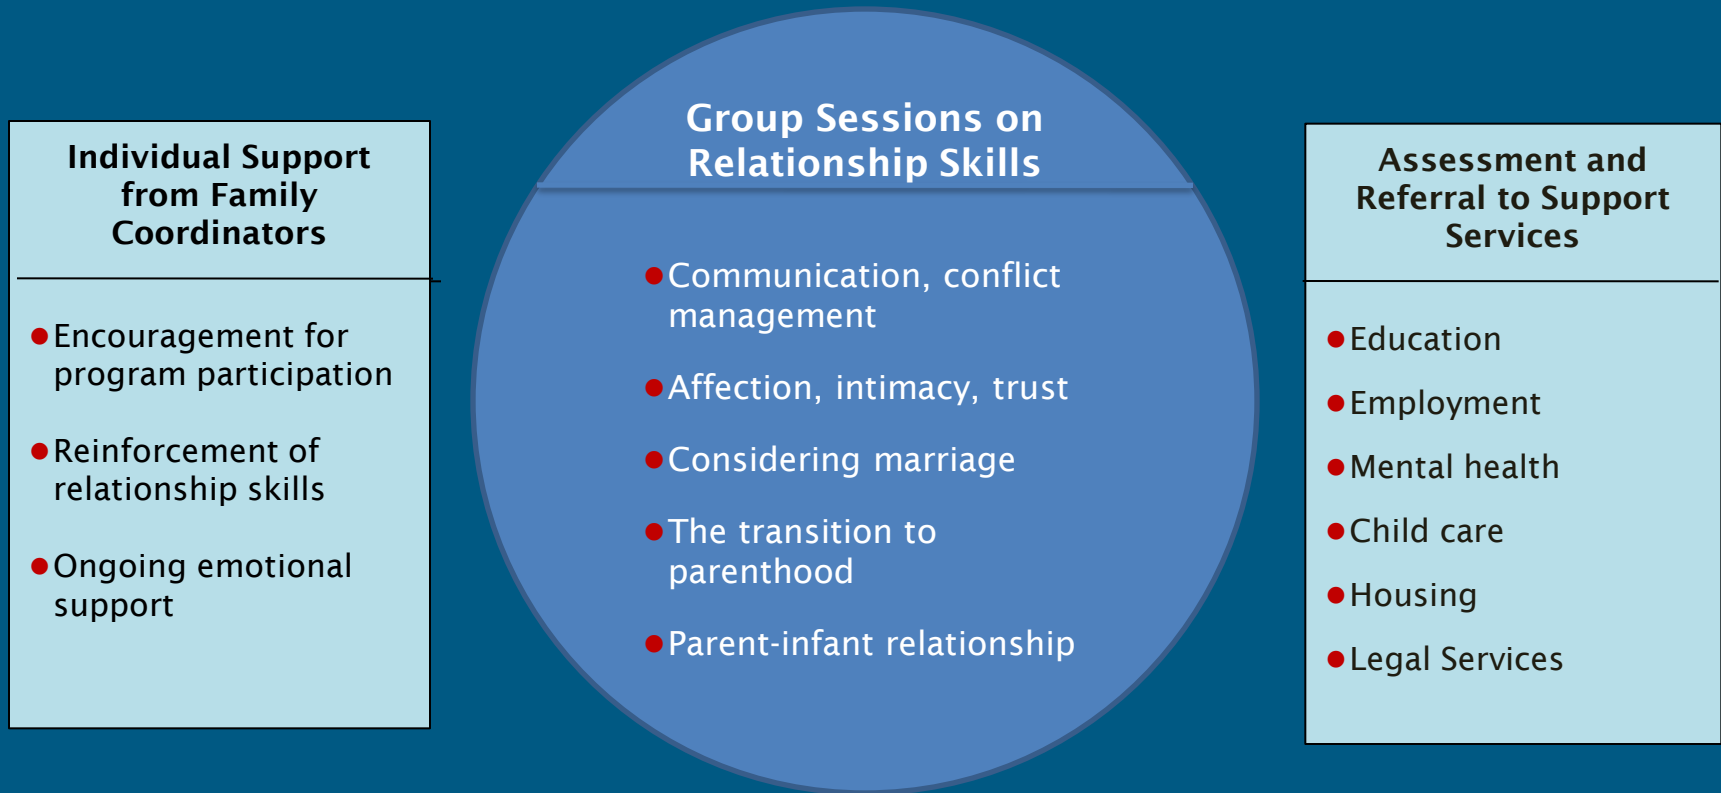 Individual Support
from Family
Coordinators
● Encouragement for
program participation
● Reinforcement of
relationship skills
● Ongoing emotional
support
Group Sessions on
Relationship Skills
● Communication, conflict
management
● Affection, intimacy, trust
● Considering marriage
● The transition to
parenthood
● Parent-infant relationship
Assessment and
Referral to Support
Services
● Education
● Employment
● Mental health
● Child care
● Housing
● Legal Services